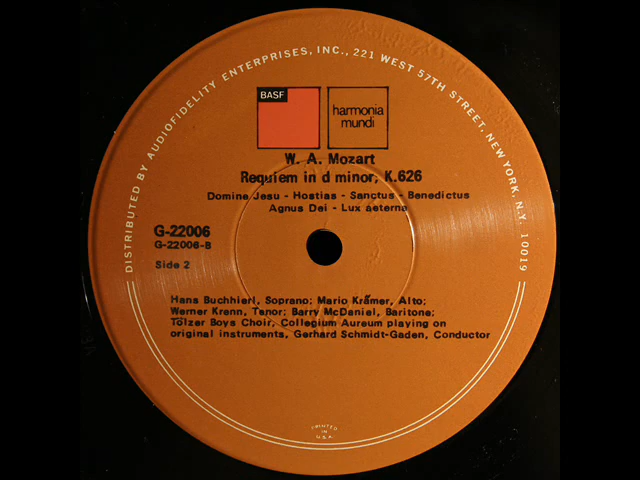 DISTRIBUTED BY AUDIOFIDELITY ENTERPRISES, INC., 221 WEST 57TH STREET, NEW YORK, N.Y. 10019
BASF
harmonia
mundi
W. A. Mozart
Requiem in d minor, K.626
Domine Jesu - Hostias - Sanctus - Benedictus
Agnus Dei - Lux aeterna
G-22006
G-22006-B
Side 2
Hans Buchhierl, Soprano; Mario Krämer, Alto;
Werner Krenn, Tenor; Barry McDaniel, Baritone;
Tölzer Boys Choir, Collegium Aureum playing on
original instruments, Gerhard Schmidt-Gaden, Conductor
PRINTED
IN
U.S.A.